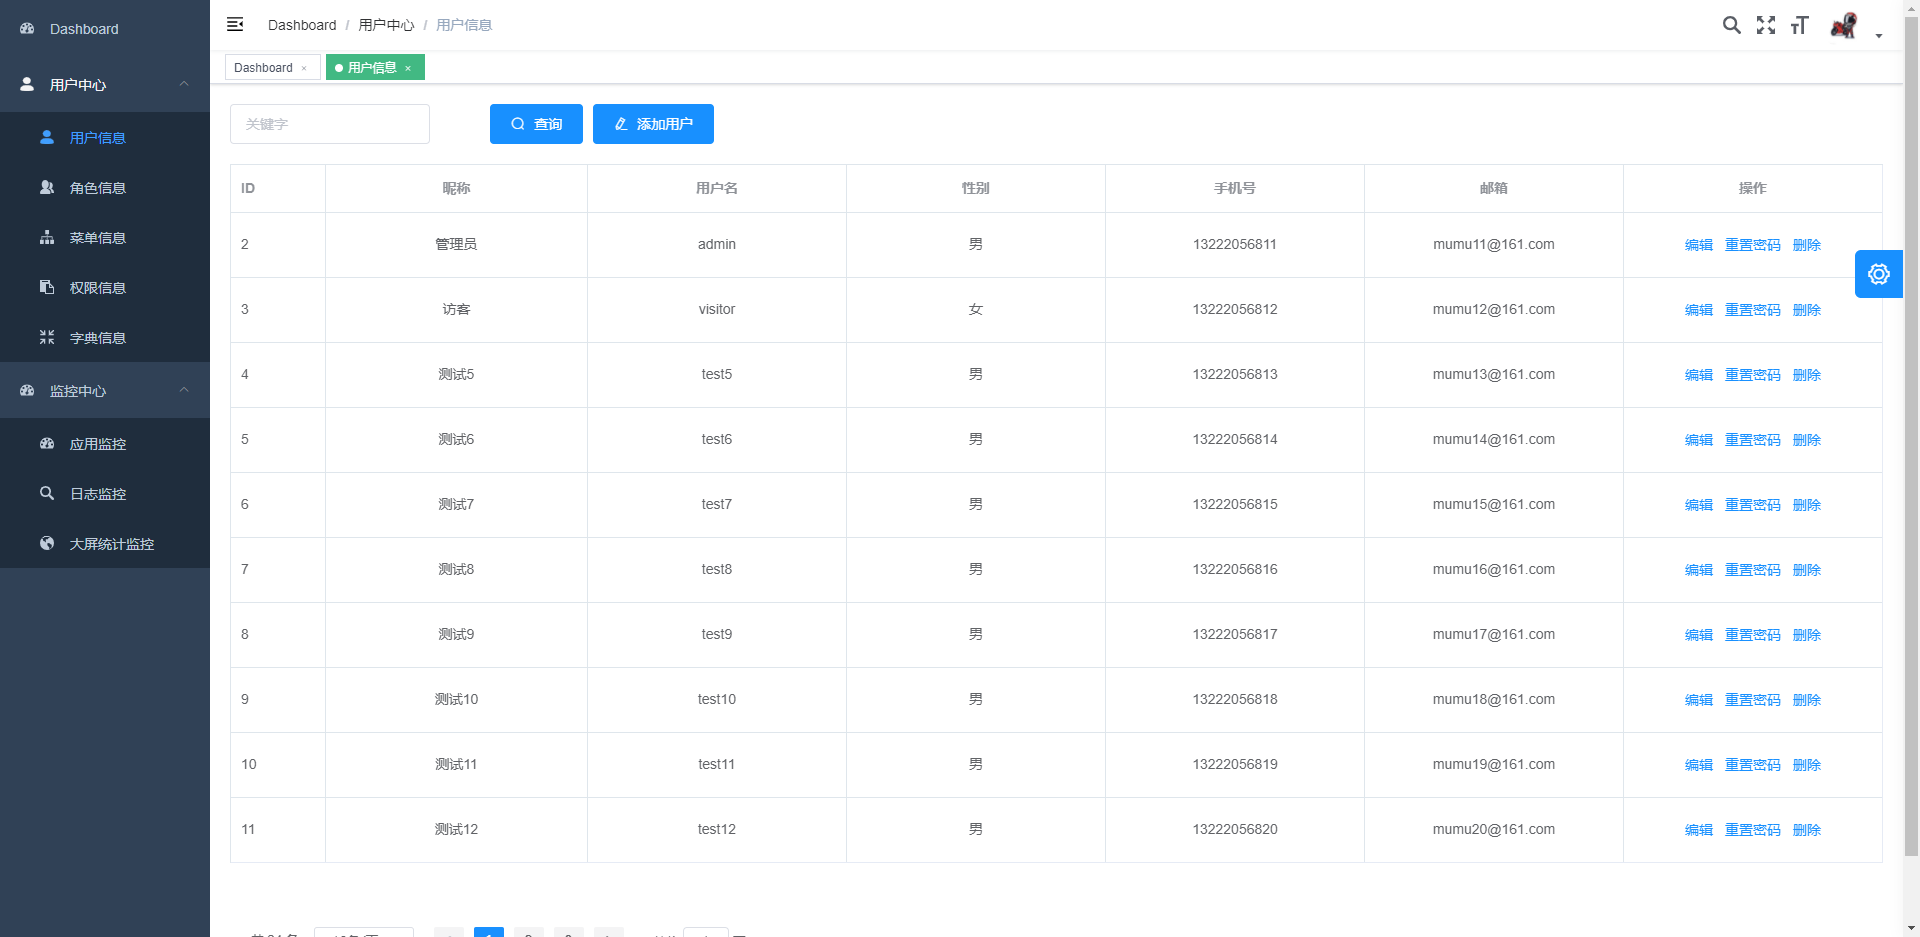 Dashboard
用户中心
用户信息
角色信息
菜单信息
权限信息
字典信息
监控中心
应用监控
日志监控
大屏统计监控
Dashboard / 用户中心 / 用户信息
Dashboard × 用户信息 ×
关键字 查询 添加用户
ID 昵称 用户名 性别 手机号 邮箱 操作
2 管理员 admin 男 13222056811 mumu11@161.com 编辑 重置密码 删除
3 访客 visitor 女 13222056812 mumu12@161.com 编辑 重置密码 删除
4 测试5 test5 男 13222056813 mumu13@161.com 编辑 重置密码 删除
5 测试6 test6 男 13222056814 mumu14@161.com 编辑 重置密码 删除
6 测试7 test7 男 13222056815 mumu15@161.com 编辑 重置密码 删除
7 测试8 test8 男 13222056816 mumu16@161.com 编辑 重置密码 删除
8 测试9 test9 男 13222056817 mumu17@161.com 编辑 重置密码 删除
9 测试10 test10 男 13222056818 mumu18@161.com 编辑 重置密码 删除
10 测试11 test11 男 13222056819 mumu19@161.com 编辑 重置密码 删除
11 测试12 test12 男 13222056820 mumu20@161.com 编辑 重置密码 删除